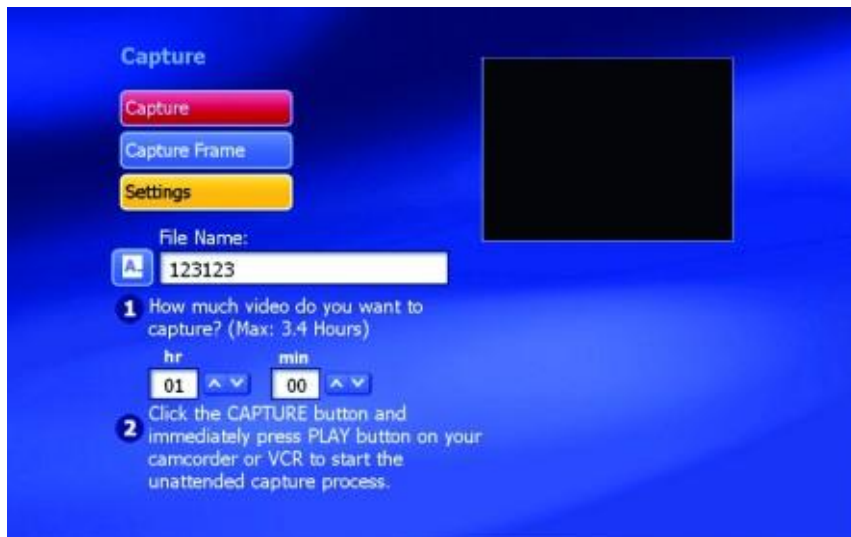 Capture
Capture
Capture Frame
Settings
File Name:
A
123123
1 How much video do you want to
capture? (Max: 3.4 Hours)
hr min
01 00
2 Click the CAPTURE button and
immediately press PLAY button on your
camcorder or VCR to start the
unattended capture process.